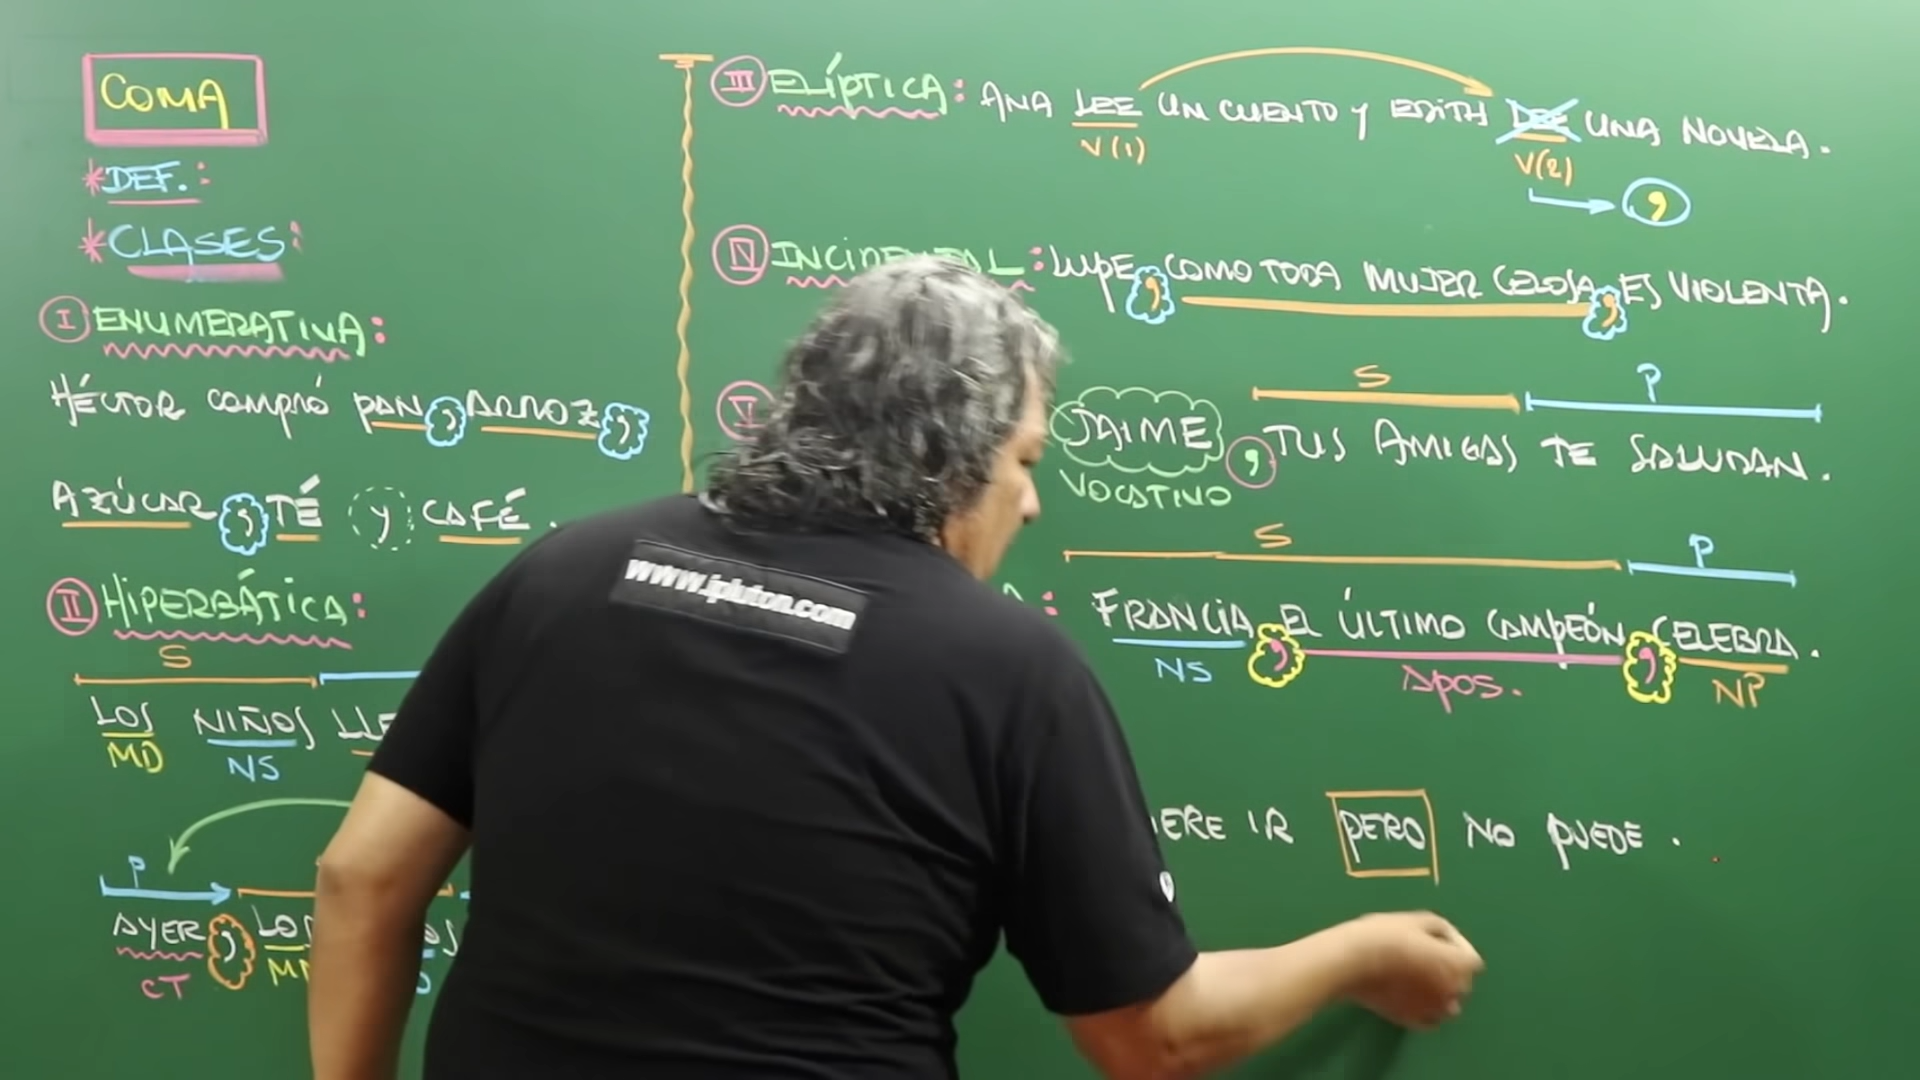 COMA
*DEF.:
*CLASES:
I ENUMERATIVA:
HÉCTOR COMPRÓ PAN, ARROZ,
AZÚCAR, TÉ y CAFÉ.
II HIPERBÁTICA:
S
LOS NIÑOS
MD NS
P
AYER,
CT
III ELÍPTICA: ANA LEE UN CUENTO y EDITH LEE UNA NOVELA.
V(1) V(2)
,
IV INCIDENTAL: LUPE, COMO TODA MUJER CELOSA, ES VIOLENTA.
S P
V JAIME, TUS AMIGAS TE SALUDAN.
VOCATIVO
S P
: FRANCIA, EL ÚLTIMO CAMPEÓN, CELEBRA.
NS APOS. NP
IR PERO NO PUEDE.
www.ipluton.com